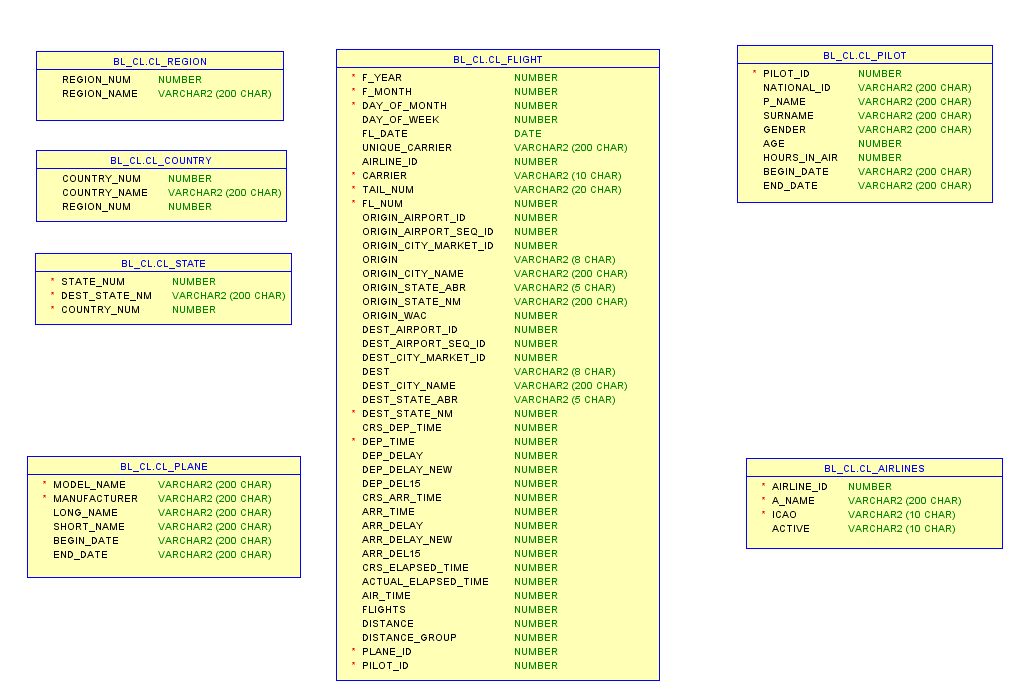 BL_CL.CL_REGION
REGION_NUM NUMBER
REGION_NAME VARCHAR2 (200 CHAR)
BL_CL.CL_COUNTRY
COUNTRY_NUM NUMBER
COUNTRY_NAME VARCHAR2 (200 CHAR)
REGION_NUM NUMBER
BL_CL.CL_STATE
* STATE_NUM NUMBER
* DEST_STATE_NM VARCHAR2 (200 CHAR)
* COUNTRY_NUM NUMBER
BL_CL.CL_PLANE
* MODEL_NAME VARCHAR2 (200 CHAR)
* MANUFACTURER VARCHAR2 (200 CHAR)
LONG_NAME VARCHAR2 (200 CHAR)
SHORT_NAME VARCHAR2 (200 CHAR)
BEGIN_DATE VARCHAR2 (200 CHAR)
END_DATE VARCHAR2 (200 CHAR)
BL_CL.CL_FLIGHT
* F_YEAR NUMBER
* F_MONTH NUMBER
* DAY_OF_MONTH NUMBER
DAY_OF_WEEK NUMBER
FL_DATE DATE
UNIQUE_CARRIER VARCHAR2 (200 CHAR)
AIRLINE_ID NUMBER
* CARRIER VARCHAR2 (10 CHAR)
* TAIL_NUM VARCHAR2 (20 CHAR)
* FL_NUM NUMBER
ORIGIN_AIRPORT_ID NUMBER
ORIGIN_AIRPORT_SEQ_ID NUMBER
ORIGIN_CITY_MARKET_ID NUMBER
ORIGIN VARCHAR2 (8 CHAR)
ORIGIN_CITY_NAME VARCHAR2 (200 CHAR)
ORIGIN_STATE_ABR VARCHAR2 (5 CHAR)
ORIGIN_STATE_NM VARCHAR2 (200 CHAR)
ORIGIN_WAC NUMBER
DEST_AIRPORT_ID NUMBER
DEST_AIRPORT_SEQ_ID NUMBER
DEST_CITY_MARKET_ID NUMBER
DEST VARCHAR2 (8 CHAR)
DEST_CITY_NAME VARCHAR2 (200 CHAR)
DEST_STATE_ABR VARCHAR2 (5 CHAR)
* DEST_STATE_NM NUMBER
CRS_DEP_TIME NUMBER
* DEP_TIME NUMBER
DEP_DELAY NUMBER
DEP_DELAY_NEW NUMBER
DEP_DEL15 NUMBER
CRS_ARR_TIME NUMBER
ARR_TIME NUMBER
ARR_DELAY NUMBER
ARR_DELAY_NEW NUMBER
ARR_DEL15 NUMBER
CRS_ELAPSED_TIME NUMBER
ACTUAL_ELAPSED_TIME NUMBER
AIR_TIME NUMBER
FLIGHTS NUMBER
DISTANCE NUMBER
DISTANCE_GROUP NUMBER
* PLANE_ID NUMBER
* PILOT_ID NUMBER
BL_CL.CL_PILOT
* PILOT_ID NUMBER
NATIONAL_ID VARCHAR2 (200 CHAR)
P_NAME VARCHAR2 (200 CHAR)
SURNAME VARCHAR2 (200 CHAR)
GENDER VARCHAR2 (200 CHAR)
AGE NUMBER
HOURS_IN_AIR NUMBER
BEGIN_DATE VARCHAR2 (200 CHAR)
END_DATE VARCHAR2 (200 CHAR)
BL_CL.CL_AIRLINES
* AIRLINE_ID NUMBER
* A_NAME VARCHAR2 (200 CHAR)
* ICAO VARCHAR2 (10 CHAR)
ACTIVE VARCHAR2 (10 CHAR)